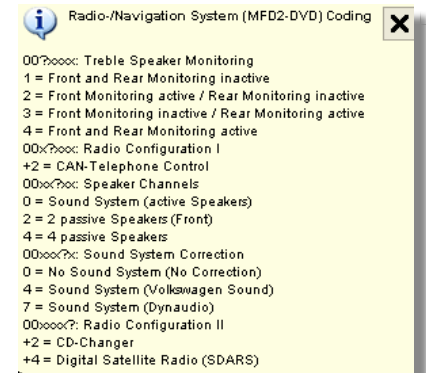 Radio-/Navigation System (MFD2-DVD) Coding
00?xxxx: Treble Speaker Monitoring
1 = Front and Rear Monitoring inactive
2 = Front Monitoring active / Rear Monitoring inactive
3 = Front Monitoring inactive / Rear Monitoring active
4 = Front and Rear Monitoring active
00x?xxx: Radio Configuration I
+2 = CAN-Telephone Control
00xx?xx: Speaker Channels
0 = Sound System (active Speakers)
2 = 2 passive Speakers (Front)
4 = 4 passive Speakers
00xxx?x: Sound System Correction
0 = No Sound System (No Correction)
4 = Sound System (Volkswagen Sound)
7 = Sound System (Dynaudio)
00xxxx?: Radio Configuration II
+2 = CD-Changer
+4 = Digital Satellite Radio (SDARS)